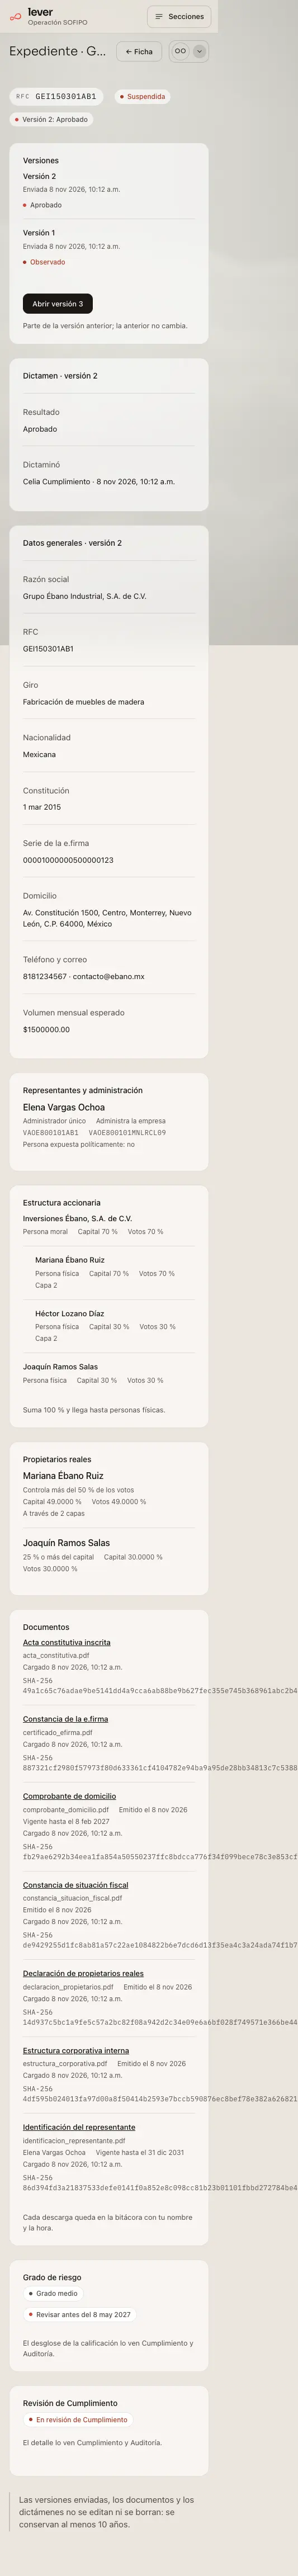 lever
Operación SOFIPO
Secciones
Expediente · G...
← Ficha
OO
RFC GEI150301AB1
Suspendida
Versión 2: Aprobado
Versiones
Versión 2
Enviada 8 nov 2026, 10:12 a.m.
Aprobado
Versión 1
Enviada 8 nov 2026, 10:12 a.m.
Observado
Abrir versión 3
Parte de la versión anterior; la anterior no cambia.
Dictamen · versión 2
Resultado
Aprobado
Dictaminó
Celia Cumplimiento · 8 nov 2026, 10:12 a.m.
Datos generales · versión 2
Razón social
Grupo Ébano Industrial, S.A. de C.V.
RFC
GEI150301AB1
Giro
Fabricación de muebles de madera
Nacionalidad
Mexicana
Constitución
1 mar 2015
Serie de la e.firma
00001000000500000123
Domicilio
Av. Constitución 1500, Centro, Monterrey, Nuevo
León, C.P. 64000, México
Teléfono y correo
8181234567 · contacto@ebano.mx
Volumen mensual esperado
$1500000.00
Representantes y administración
Elena Vargas Ochoa
Administrador único Administra la empresa
VAOE800101AB1 VAOE800101MNLRCL09
Persona expuesta políticamente: no
Estructura accionaria
Inversiones Ébano, S.A. de C.V.
Persona moral Capital 70 % Votos 70 %
Mariana Ébano Ruiz
Persona física Capital 70 % Votos 70 %
Capa 2
Héctor Lozano Díaz
Persona física Capital 30 % Votos 30 %
Capa 2
Joaquín Ramos Salas
Persona física Capital 30 % Votos 30 %
Suma 100 % y llega hasta personas físicas.
Propietarios reales
Mariana Ébano Ruiz
Controla más del 50 % de los votos
Capital 49.0000 % Votos 49.0000 %
A través de 2 capas
Joaquín Ramos Salas
25 % o más del capital Capital 30.0000 %
Votos 30.0000 %
Documentos
Acta constitutiva inscrita
acta_constitutiva.pdf
Cargado 8 nov 2026, 10:12 a.m.
SHA-256
49a1c65c76adae9be5141dd4a9cca6ab88be9b627fec355e745b368961abc2b4
Constancia de la e.firma
certificado_efirma.pdf
Cargado 8 nov 2026, 10:12 a.m.
SHA-256
887321cf2980f57973f80d633361cf4104782e94ba9a95de28bb34813c7c5388
Comprobante de domicilio
comprobante_domicilio.pdf Emitido el 8 nov 2026
Vigente hasta el 8 feb 2027
Cargado 8 nov 2026, 10:12 a.m.
SHA-256
fb29ae6292b34eea1fa854a50550237ffc8bdcca776f34f099bece78c3e853cf
Constancia de situación fiscal
constancia_situacion_fiscal.pdf
Emitido el 8 nov 2026
Cargado 8 nov 2026, 10:12 a.m.
SHA-256
de9429255d1fc8ab81a57c22ae1084822b6e7dcd6d13f35ea4c3a24ada74f1b7
Declaración de propietarios reales
declaracion_propietarios.pdf Emitido el 8 nov 2026
Cargado 8 nov 2026, 10:12 a.m.
SHA-256
14d937c5bc1a9fe5c57a2bc82f08a942d2c34e09e6a6bf028f749571e366be44
Estructura corporativa interna
estructura_corporativa.pdf Emitido el 8 nov 2026
Cargado 8 nov 2026, 10:12 a.m.
SHA-256
4df595b024013fa97d00a8f50414b2593e7bccb590876ec8bef78e382a626821
Identificación del representante
identificacion_representante.pdf
Elena Vargas Ochoa Vigente hasta el 31 dic 2031
Cargado 8 nov 2026, 10:12 a.m.
SHA-256
86d394fd3a21837533defe0141f0a852e8c098cc81b23b01101fbbd272784be4
Cada descarga queda en la bitácora con tu nombre
y la hora.
Grado de riesgo
Grado medio
Revisar antes del 8 may 2027
El desglose de la calificación lo ven Cumplimiento y
Auditoría.
Revisión de Cumplimiento
En revisión de Cumplimiento
El detalle lo ven Cumplimiento y Auditoría.
Las versiones enviadas, los documentos y los
dictámenes no se editan ni se borran: se
conservan al menos 10 años.